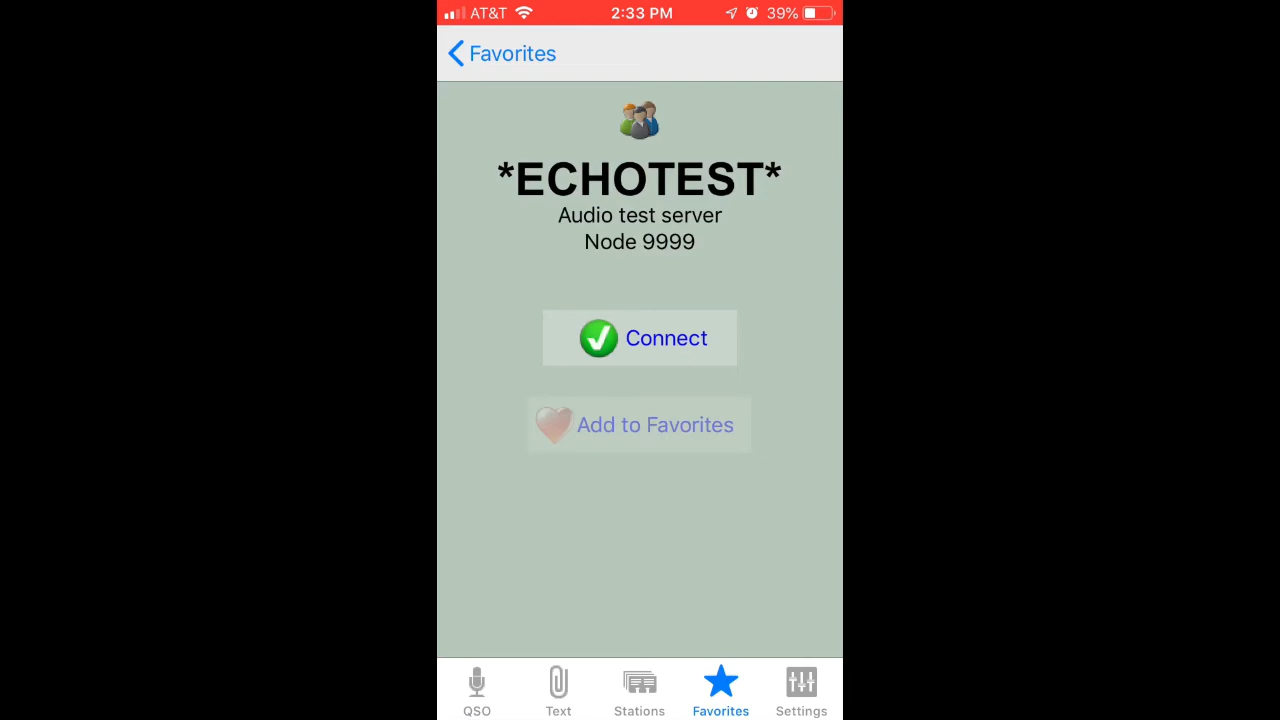 AT&T 2:33 PM 39%
Favorites
*ECHOTEST*
Audio test server
Node 9999
Connect
Add to Favorites
QSO Text Stations Favorites Settings